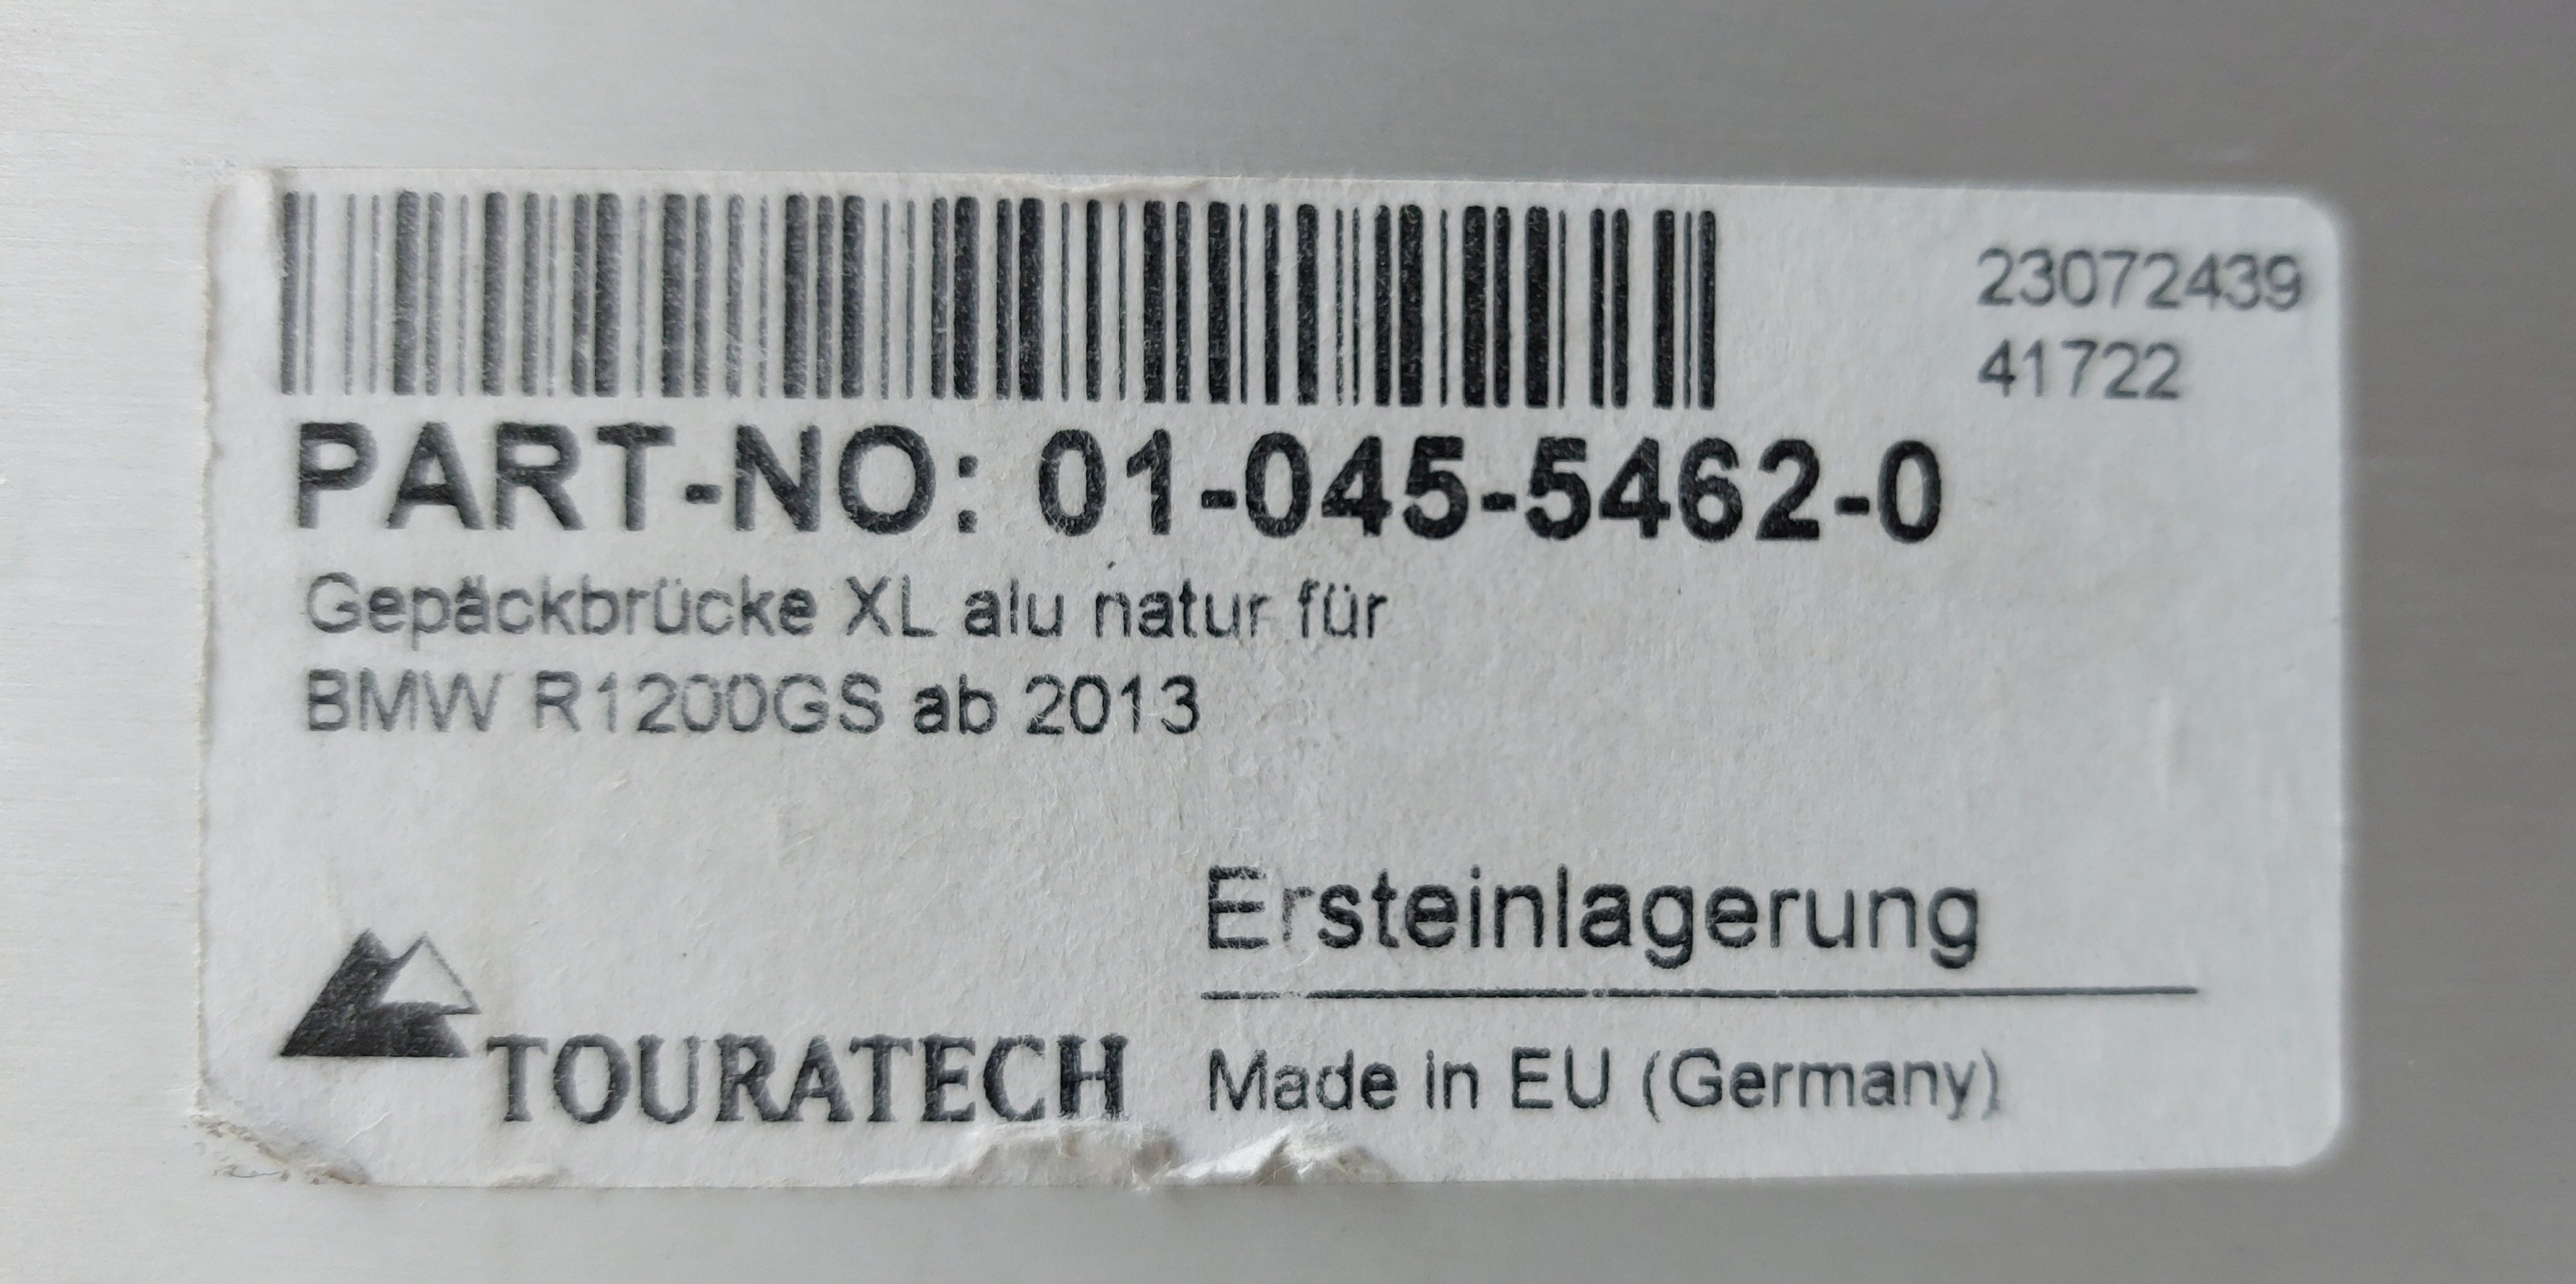 23072439
41722
PART-NO: 01-045-5462-0
Gepäckbrücke XL alu natur für
BMW R1200GS ab 2013
Ersteinlagerung
TOURATECH
Made in EU (Germany)